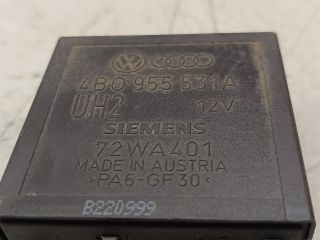 4B0 955 531A
UH2 12V
SIEMENS
72WA401
MADE IN AUSTRIA
>PA6-GF30<
B220999